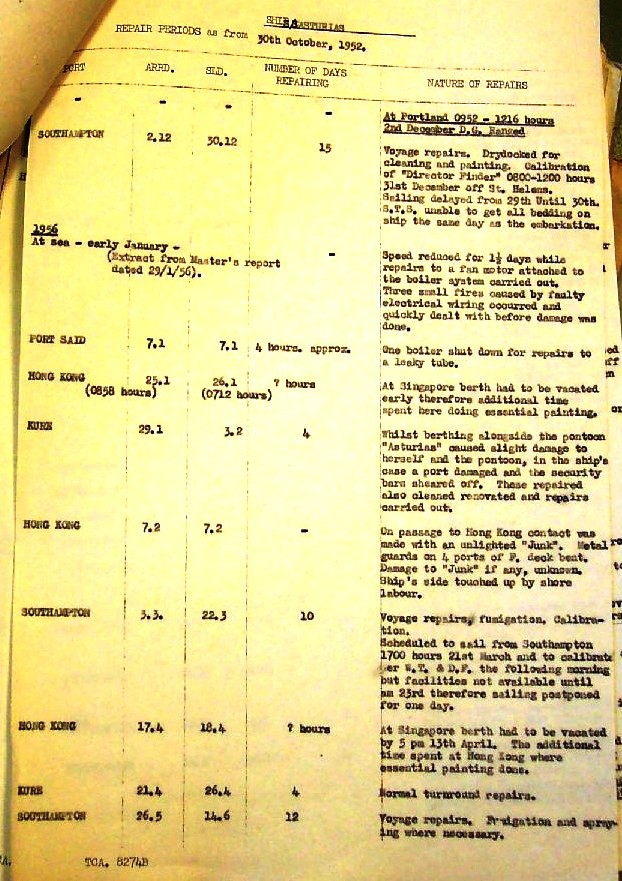 SHIP ASTURIAS
REPAIR PERIODS as from 30th October, 1952.
PORT ARRD. SLD. NUMBER OF DAYS REPAIRING NATURE OF REPAIRS
- - - -
At Portland 0952 - 1216 hours
2nd December D.G. Ranged
SOUTHAMPTON 2.12 30.12 15
Voyage repairs. Drydocked for
cleaning and painting. Calibration
of "Director Finder" 0800-1200 hours
31st December off St. Helens.
Sailing delayed from 29th Until 30th.
S.T.S. unable to get all bedding on
ship the same day as the embarkation.
1956
At sea - early January -
(Extract from Master's report
dated 29/1/56).
-
Speed reduced for 1½ days while
repairs to a fan motor attached to
the boiler system carried out.
Three small fires caused by faulty
electrical wiring occurred and
quickly dealt with before damage was
done.
PORT SAID 7.1 7.1 4 hours. approx.
One boiler shut down for repairs to
a leaky tube.
HONG KONG 25.1 26.1 ? hours
(0858 hours) (0712 hours)
At Singapore berth had to be vacated
early therefore additional time
spent here doing essential painting.
KURE 29.1 3.2 4
Whilst berthing alongside the pontoon
"Asturias" caused slight damage to
herself and the pontoon, in the ship's
case a port damaged and the security
bars sheared off. These repaired
also cleaned renovated and repairs
carried out.
HONG KONG 7.2 7.2 -
On passage to Hong Kong contact was
made with an unlighted "Junk". Metal
guards on 4 ports of F. deck bent.
Damage to "Junk" if any, unknown.
Ship's side touched up by shore
labour.
SOUTHAMPTON 3.3. 22.3 10
Voyage repairs, fumigation. Calibra-
tion.
Scheduled to sail from Southampton
1700 hours 21st March and to calibrate
per W.T. & D.F. the following morning
but facilities not available until
am 23rd therefore sailing postponed
for one day.
HONG KONG 17.4 18.4 ? hours
At Singapore berth had to be vacated
by 5 pm 13th April. The additional
time spent at Hong Kong where
essential painting done.
KURE 21.4 26.4 4
Normal turnround repairs.
SOUTHAMPTON 26.5 14.6 12
Voyage repairs. Fumigation and spray-
ing where necessary.
TCA. 8274B